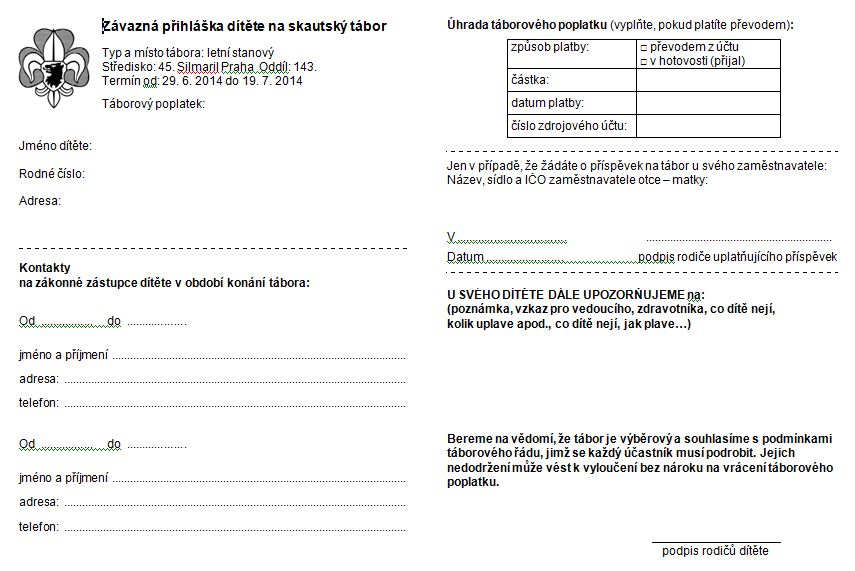 Závazná přihláška dítěte na skautský tábor
Typ a místo tábora: letní stanový
Středisko: 45. Silmaril Praha Oddíl: 143.
Termín od: 29. 6. 2014 do 19. 7. 2014
Táborový poplatek:
Jméno dítěte:
Rodné číslo:
Adresa:
Kontakty
na zákonné zástupce dítěte v období konání tábora:
Od .................... do ..................
jméno a příjmení ..........................................................................................
adresa: ........................................................................................................
telefon: ........................................................................................................
Od .................... do ..................
jméno a příjmení ..........................................................................................
adresa: ........................................................................................................
telefon: ........................................................................................................
Úhrada táborového poplatku (vyplňte, pokud platíte převodem):
způsob platby: □ převodem z účtu
□ v hotovosti (přijal)
částka:
datum platby:
číslo zdrojového účtu:
Jen v případě, že žádáte o příspěvek na tábor u svého zaměstnavatele:
Název, sídlo a IČO zaměstnavatele otce – matky:
V.................................. .........................................................
Datum ................................................ podpis rodiče uplatňujícího příspěvek
U SVÉHO DÍTĚTE DÁLE UPOZORŇUJEME na:
(poznámka, vzkaz pro vedoucího, zdravotníka, co dítě nejí,
kolik uplave apod., co dítě nejí, jak plave…)
Bereme na vědomí, že tábor je výběrový a souhlasíme s podmínkami
táborového řádu, jimž se každý účastník musí podrobit. Jejich
nedodržení může vést k vyloučení bez nároku na vrácení táborového
poplatku.
podpis rodičů dítěte